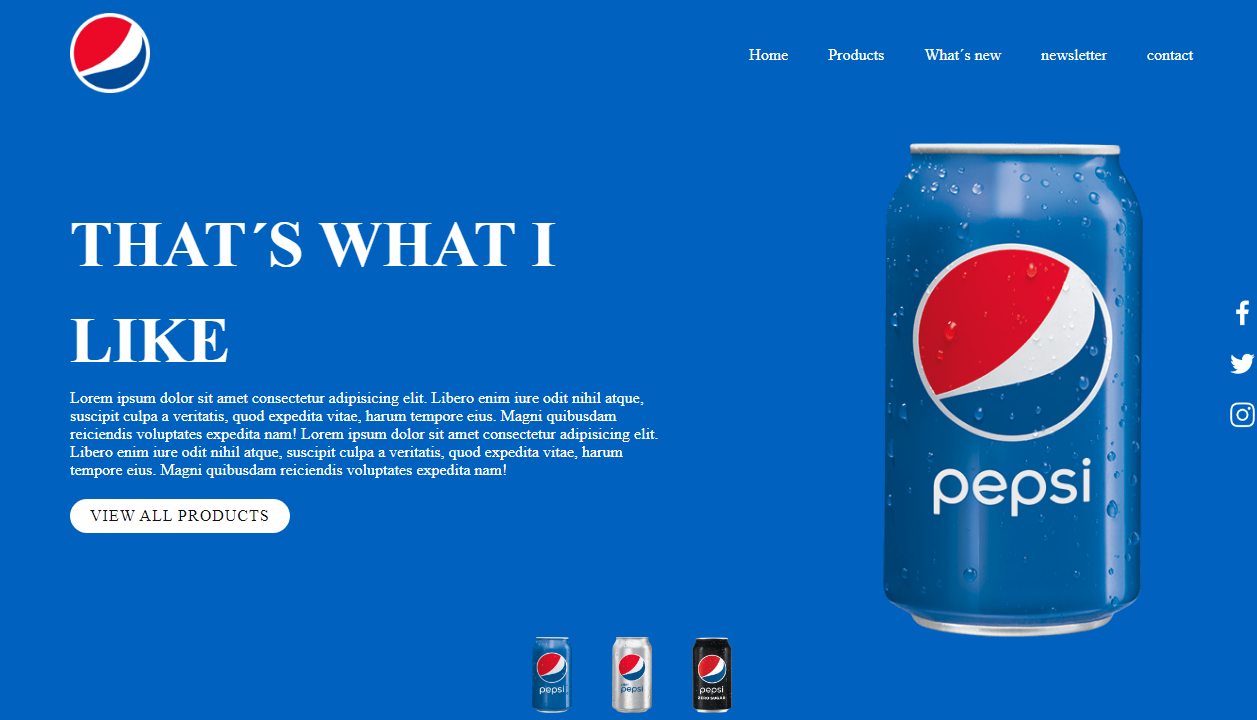 Home Products What´s new newsletter contact
THAT´S WHAT I
LIKE
Lorem ipsum dolor sit amet consectetur adipisicing elit. Libero enim iure odit nihil atque,
suscipit culpa a veritatis, quod expedita vitae, harum tempore eius. Magni quibusdam
reiciendis voluptates expedita nam! Lorem ipsum dolor sit amet consectetur adipisicing elit.
Libero enim iure odit nihil atque, suscipit culpa a veritatis, quod expedita vitae, harum
tempore eius. Magni quibusdam reiciendis voluptates expedita nam!
VIEW ALL PRODUCTS
pepsi
pepsi
pepsi
pepsi
ZERO SUGAR